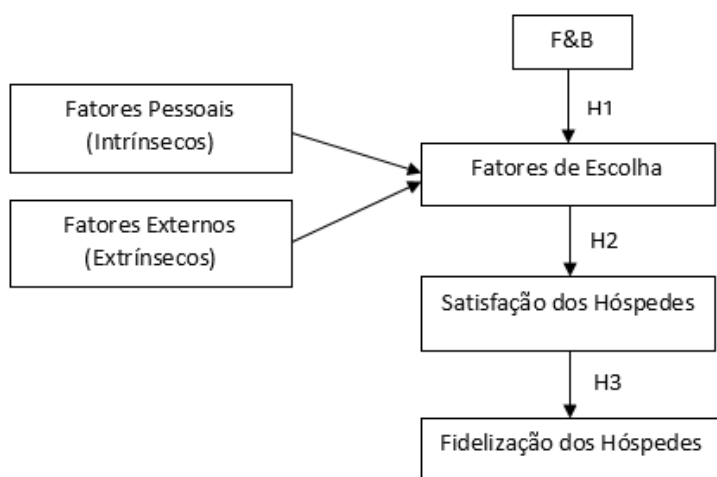 F&B
H1
Fatores Pessoais
(Intrínsecos)
Fatores de Escolha
Fatores Externos
(Extrínsecos)
H2
Satisfação dos Hóspedes
H3
Fidelização dos Hóspedes